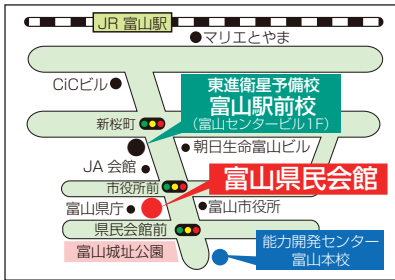 JR 富山駅
マリエとやま
CiCビル
東進衛星予備校
富山駅前校
(富山センタービル1F)
新桜町
朝日生命富山ビル
JA 会館
市役所前
富山県民会館
富山県庁
富山市役所
県民会館前
富山城址公園
能力開発センター
富山本校